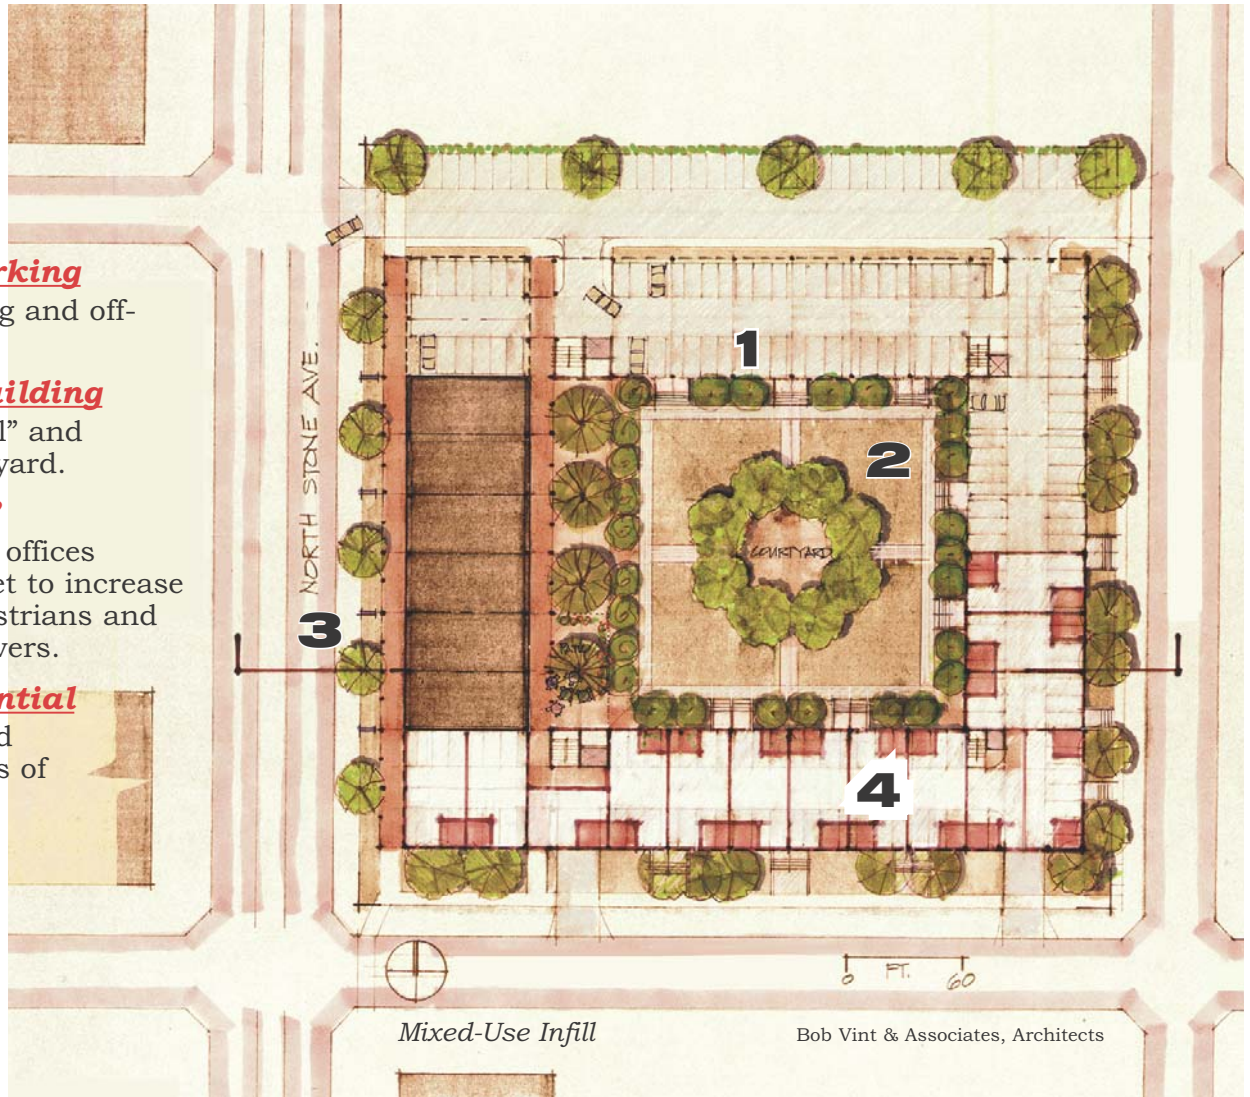 rking
g and off-
ilding
l” and
yard.
offices
et to increase
strians and
vers.
ntial
d
s of
NORTH STONE AVE.
1
2
COURTYARD
3
PATIO
4
0 FT. 60
Mixed-Use Infill
Bob Vint & Associates, Architects